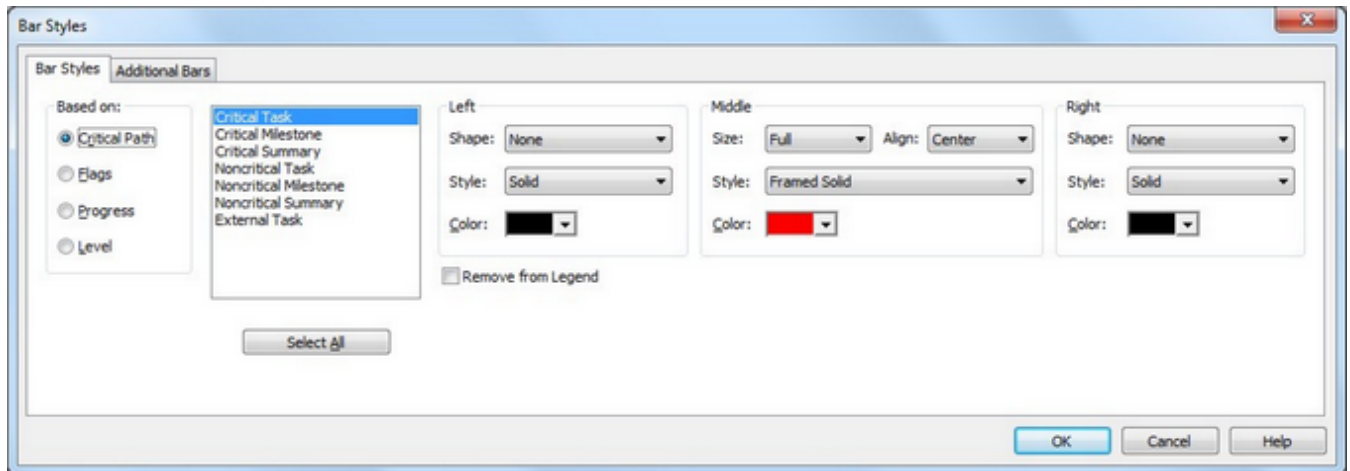 Bar Styles
Bar Styles Additional Bars
Based on:
Critical Path
Flags
Progress
Level
Critical Task
Critical Milestone
Critical Summary
Noncritical Task
Noncritical Milestone
Noncritical Summary
External Task
Select All
Left
Shape: None
Style: Solid
Color:
Remove from Legend
Middle
Size: Full Align: Center
Style: Framed Solid
Color:
Right
Shape: None
Style: Solid
Color:
OK Cancel Help